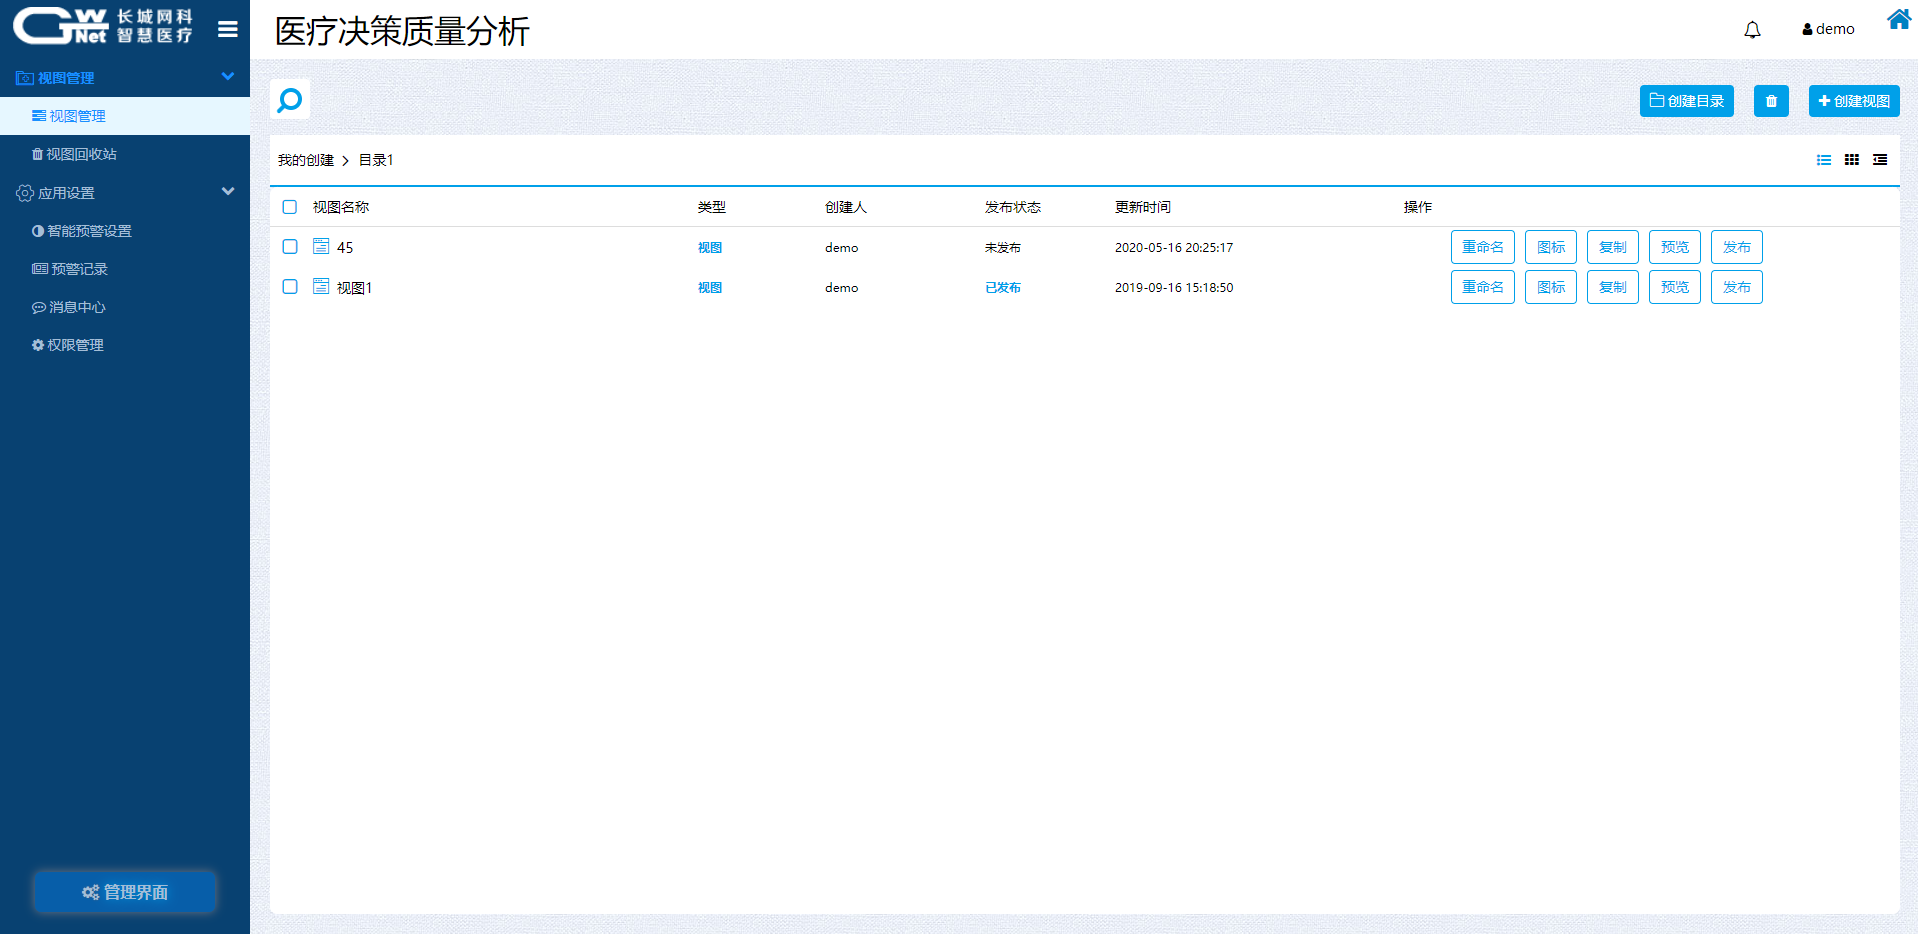 GW Net 长城网科 智慧医疗
医疗决策质量分析
demo
视图管理
视图管理
视图回收站
应用设置
智能预警设置
预警记录
消息中心
权限管理
管理界面
创建目录
创建视图
我的创建 > 目录1
视图名称 类型 创建人 发布状态 更新时间 操作
45 视图 demo 未发布 2020-05-16 20:25:17 重命名 图标 复制 预览 发布
视图1 视图 demo 已发布 2019-09-16 15:18:50 重命名 图标 复制 预览 发布